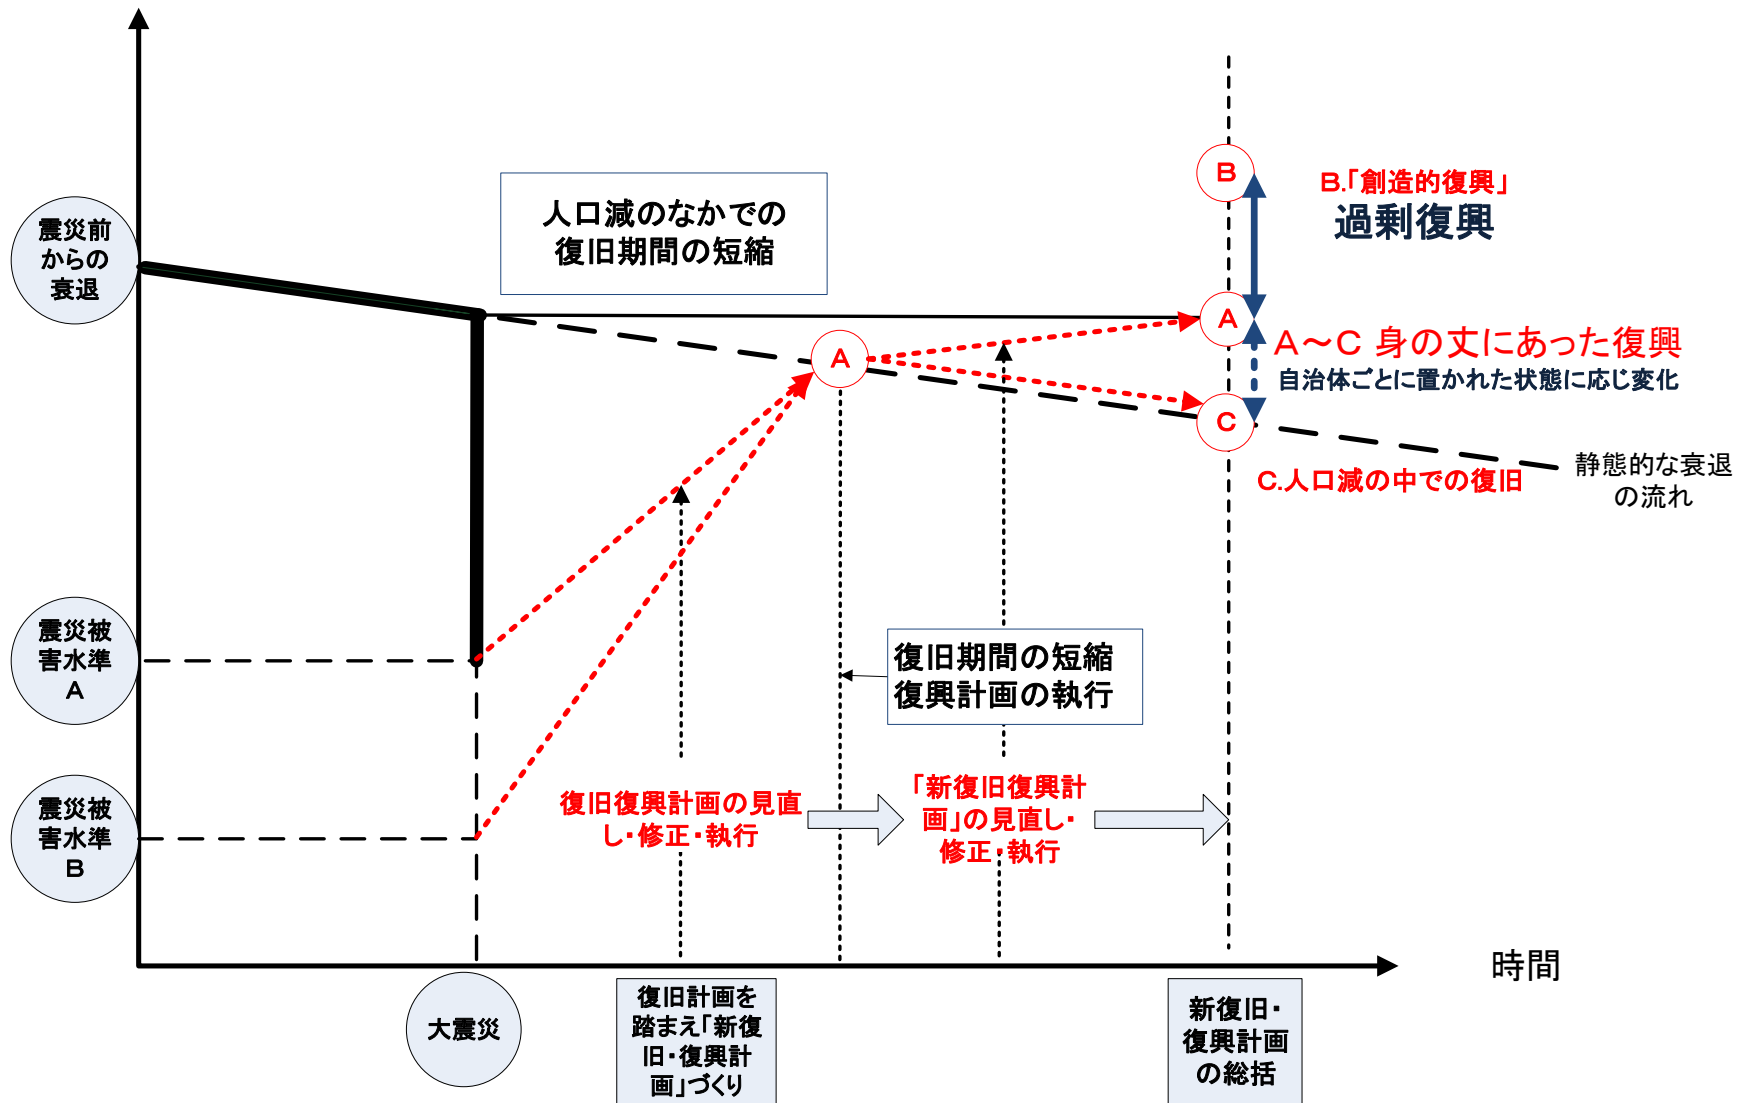 震災前
からの
衰退
人口減のなかでの
復旧期間の短縮
B
B.「創造的復興」
過剰復興
A
A
A～C 身の丈にあった復興
自治体ごとに置かれた状態に応じ変化
C
C.人口減の中での復旧
静態的な衰退
の流れ
震災被
害水準
A
復旧期間の短縮
復興計画の執行
震災被
害水準
B
復旧復興計画の見直
し・修正・執行
「新復旧復興計
画」の見直し・
修正・執行
時間
大震災
復旧計画を
踏まえ「新復
旧・復興計
画」づくり
新復旧・
復興計画
の総括